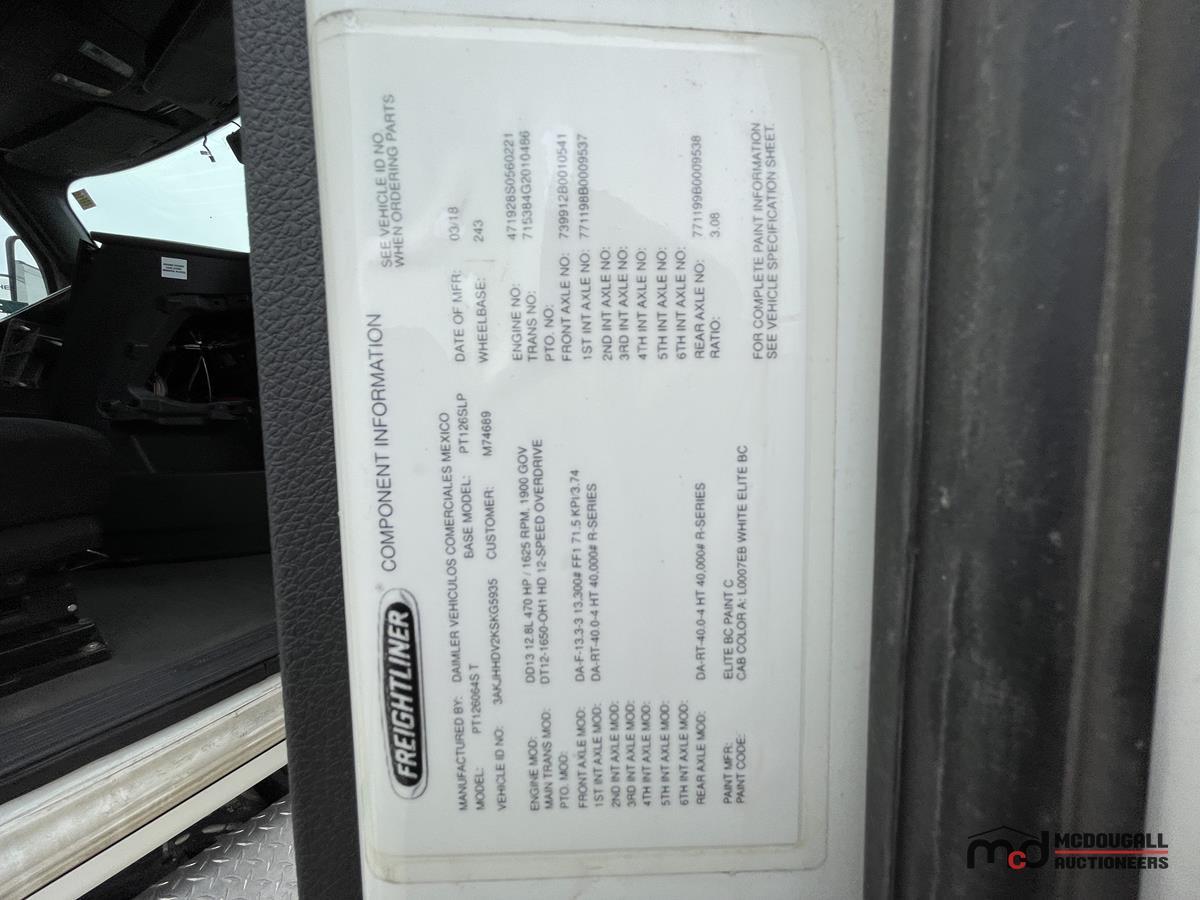 FREIGHTLINER® COMPONENT INFORMATION
SEE VEHICLE ID NO.
WHEN ORDERING PARTS
MANUFACTURED BY: DAIMLER VEHICULOS COMERCIALES MEXICO DATE OF MFR: 03/18
MODEL: PT126064S T BASE MODEL: PT126SLP WHEELBASE: 243
VEHICLE ID NO: 3AKJHHDV2KSKG5935 CUSTOMER: M74689
ENGINE MOD: DD13 12.8L 470 HP / 1625 RPM, 1900 GOV ENGINE NO: 471928S0560221
MAIN TRANS MOD: DT12-1650-OH1 HD 12-SPEED OVERDRIVE TRANS NO: 715384G2010486
PTO. MOD: PTO. NO:
FRONT AXLE MOD: DA-F-13.3-3 13,300# FF1 71.5 KPI/3.74 FRONT AXLE NO: 739912B0010541
1ST INT AXLE MOD: DA-RT-40.0-4 HT 40,000# R-SERIES 1ST INT AXLE NO: 771198B0009537
2ND INT AXLE MOD: 2ND INT AXLE NO:
3RD INT AXLE MOD: 3RD INT AXLE NO:
4TH INT AXLE MOD: 4TH INT AXLE NO:
5TH INT AXLE MOD: 5TH INT AXLE NO:
6TH INT AXLE MOD: 6TH INT AXLE NO:
REAR AXLE MOD: DA-RT-40.0-4 HT 40,000# R-SERIES REAR AXLE NO: 771199B0009538
RATIO: 3.08
PAINT MFR: ELITE BC PAINT C
PAINT CODE: CAB COLOR A: L0007EB WHITE ELITE BC
FOR COMPLETE PAINT INFORMATION
SEE VEHICLE SPECIFICATION SHEET.
mcd MCDOUGALL
AUCTIONEERS